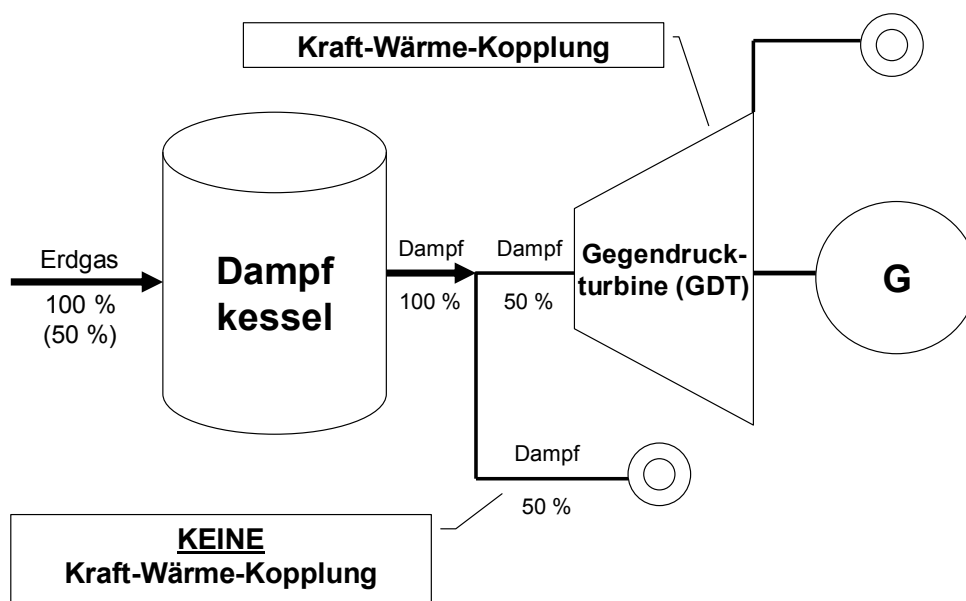 Kraft-Wärme-Kopplung
Erdgas
100 %
(50 %)
Dampf
kessel
Dampf
100 %
Dampf
50 %
Gegendruck-
turbine (GDT)
G
Dampf
50 %
KEINE
Kraft-Wärme-Kopplung